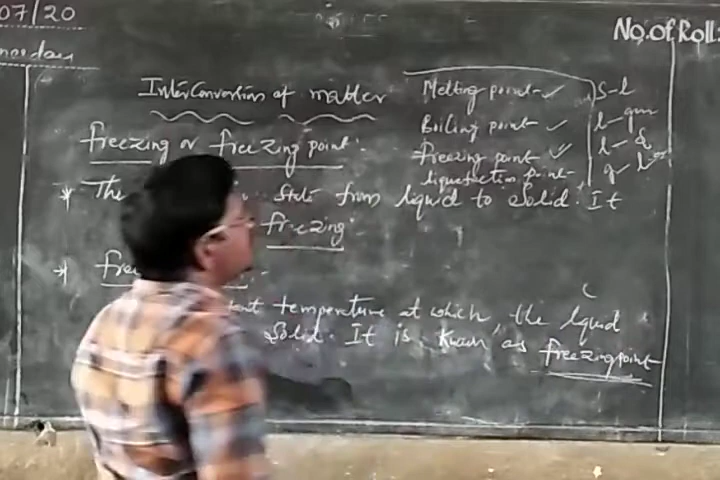 07/20
No. of Roll:
Interconversion of matter
Melting point ✓ S-l
Boiling point ✓ l-
freezing or freezing point:
Freezing point ✓ l-
liquefaction point
* The state from liquid to solid. It
freezing
*
temperature at which, the liquid
solid. It is known as freezing point